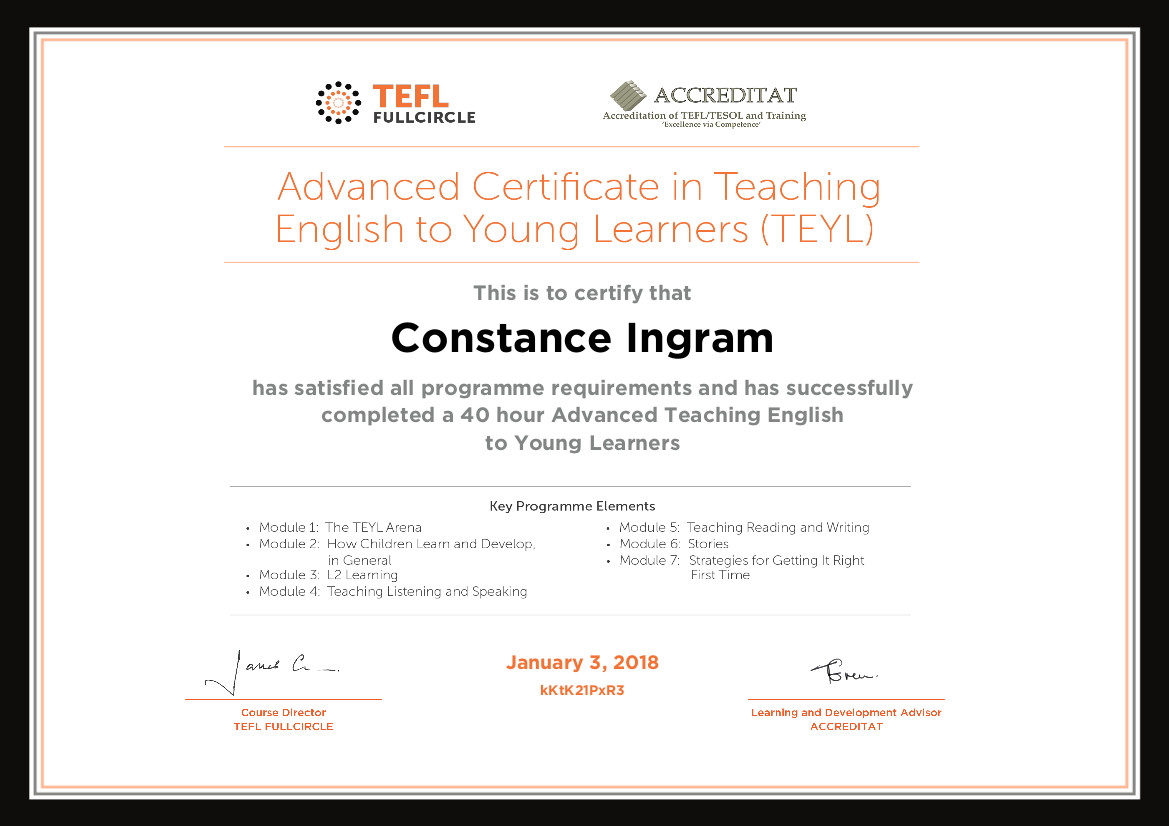 TEFL
FULLCIRCLE
ACCREDITAT
Accreditation of TEFL/TESOL and Training
'Excellence via Competence'
Advanced Certificate in Teaching
English to Young Learners (TEYL)
This is to certify that
Constance Ingram
has satisfied all programme requirements and has successfully
completed a 40 hour Advanced Teaching English
to Young Learners
Key Programme Elements
• Module 1: The TEYL Arena
• Module 2: How Children Learn and Develop,
in General
• Module 3: L2 Learning
• Module 4: Teaching Listening and Speaking
• Module 5: Teaching Reading and Writing
• Module 6: Stories
• Module 7: Strategies for Getting It Right
First Time
January 3, 2018
kKtK21PxR3
Course Director
TEFL FULLCIRCLE
Learning and Development Advisor
ACCREDITAT